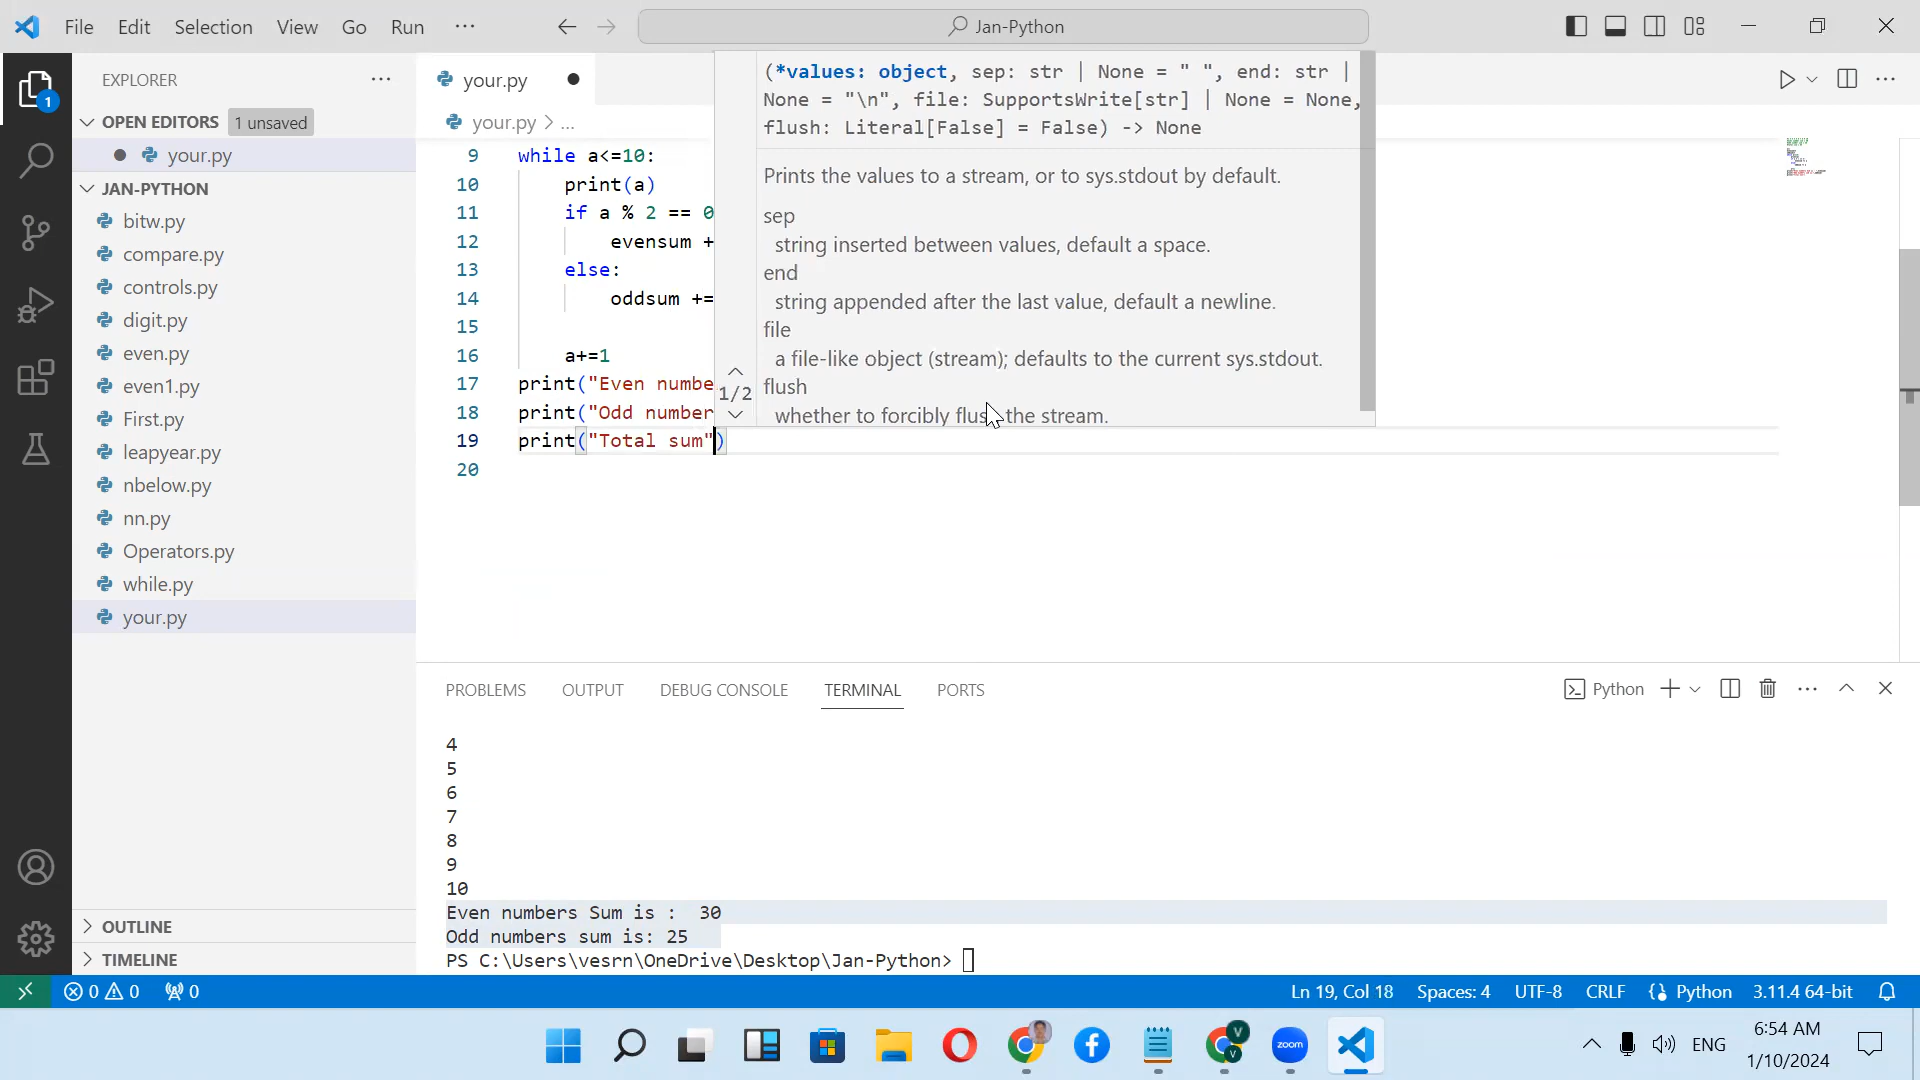 File Edit Selection View Go Run ··· Jan-Python
EXPLORER ···
OPEN EDITORS 1 unsaved
your.py
JAN-PYTHON
bitw.py
compare.py
controls.py
digit.py
even.py
even1.py
First.py
leapyear.py
nbelow.py
nn.py
Operators.py
while.py
your.py
OUTLINE
TIMELINE
1
your.py
your.py > ...
9 while a<=10:
10 print(a)
11 if a % 2 == 0
12 evensum +
13 else:
14 oddsum +=
15
16 a+=1
17 print("Even numbe
18 print("Odd number
19 print("Total sum")
20
(*values: object, sep: str | None = " ", end: str |
None = "\n", file: SupportsWrite[str] | None = None,
flush: Literal[False] = False) -> None
Prints the values to a stream, or to sys.stdout by default.
sep
string inserted between values, default a space.
end
string appended after the last value, default a newline.
file
a file-like object (stream); defaults to the current sys.stdout.
flush
whether to forcibly flush the stream.
1/2
PROBLEMS OUTPUT DEBUG CONSOLE TERMINAL PORTS Python
4
5
6
7
8
9
10
Even numbers Sum is :  30
Odd numbers sum is: 25
PS C:\Users\vesrn\OneDrive\Desktop\Jan-Python>
0 0 0 Ln 19, Col 18 Spaces: 4 UTF-8 CRLF Python 3.11.4 64-bit
V
V
zoom
ENG
6:54 AM
1/10/2024